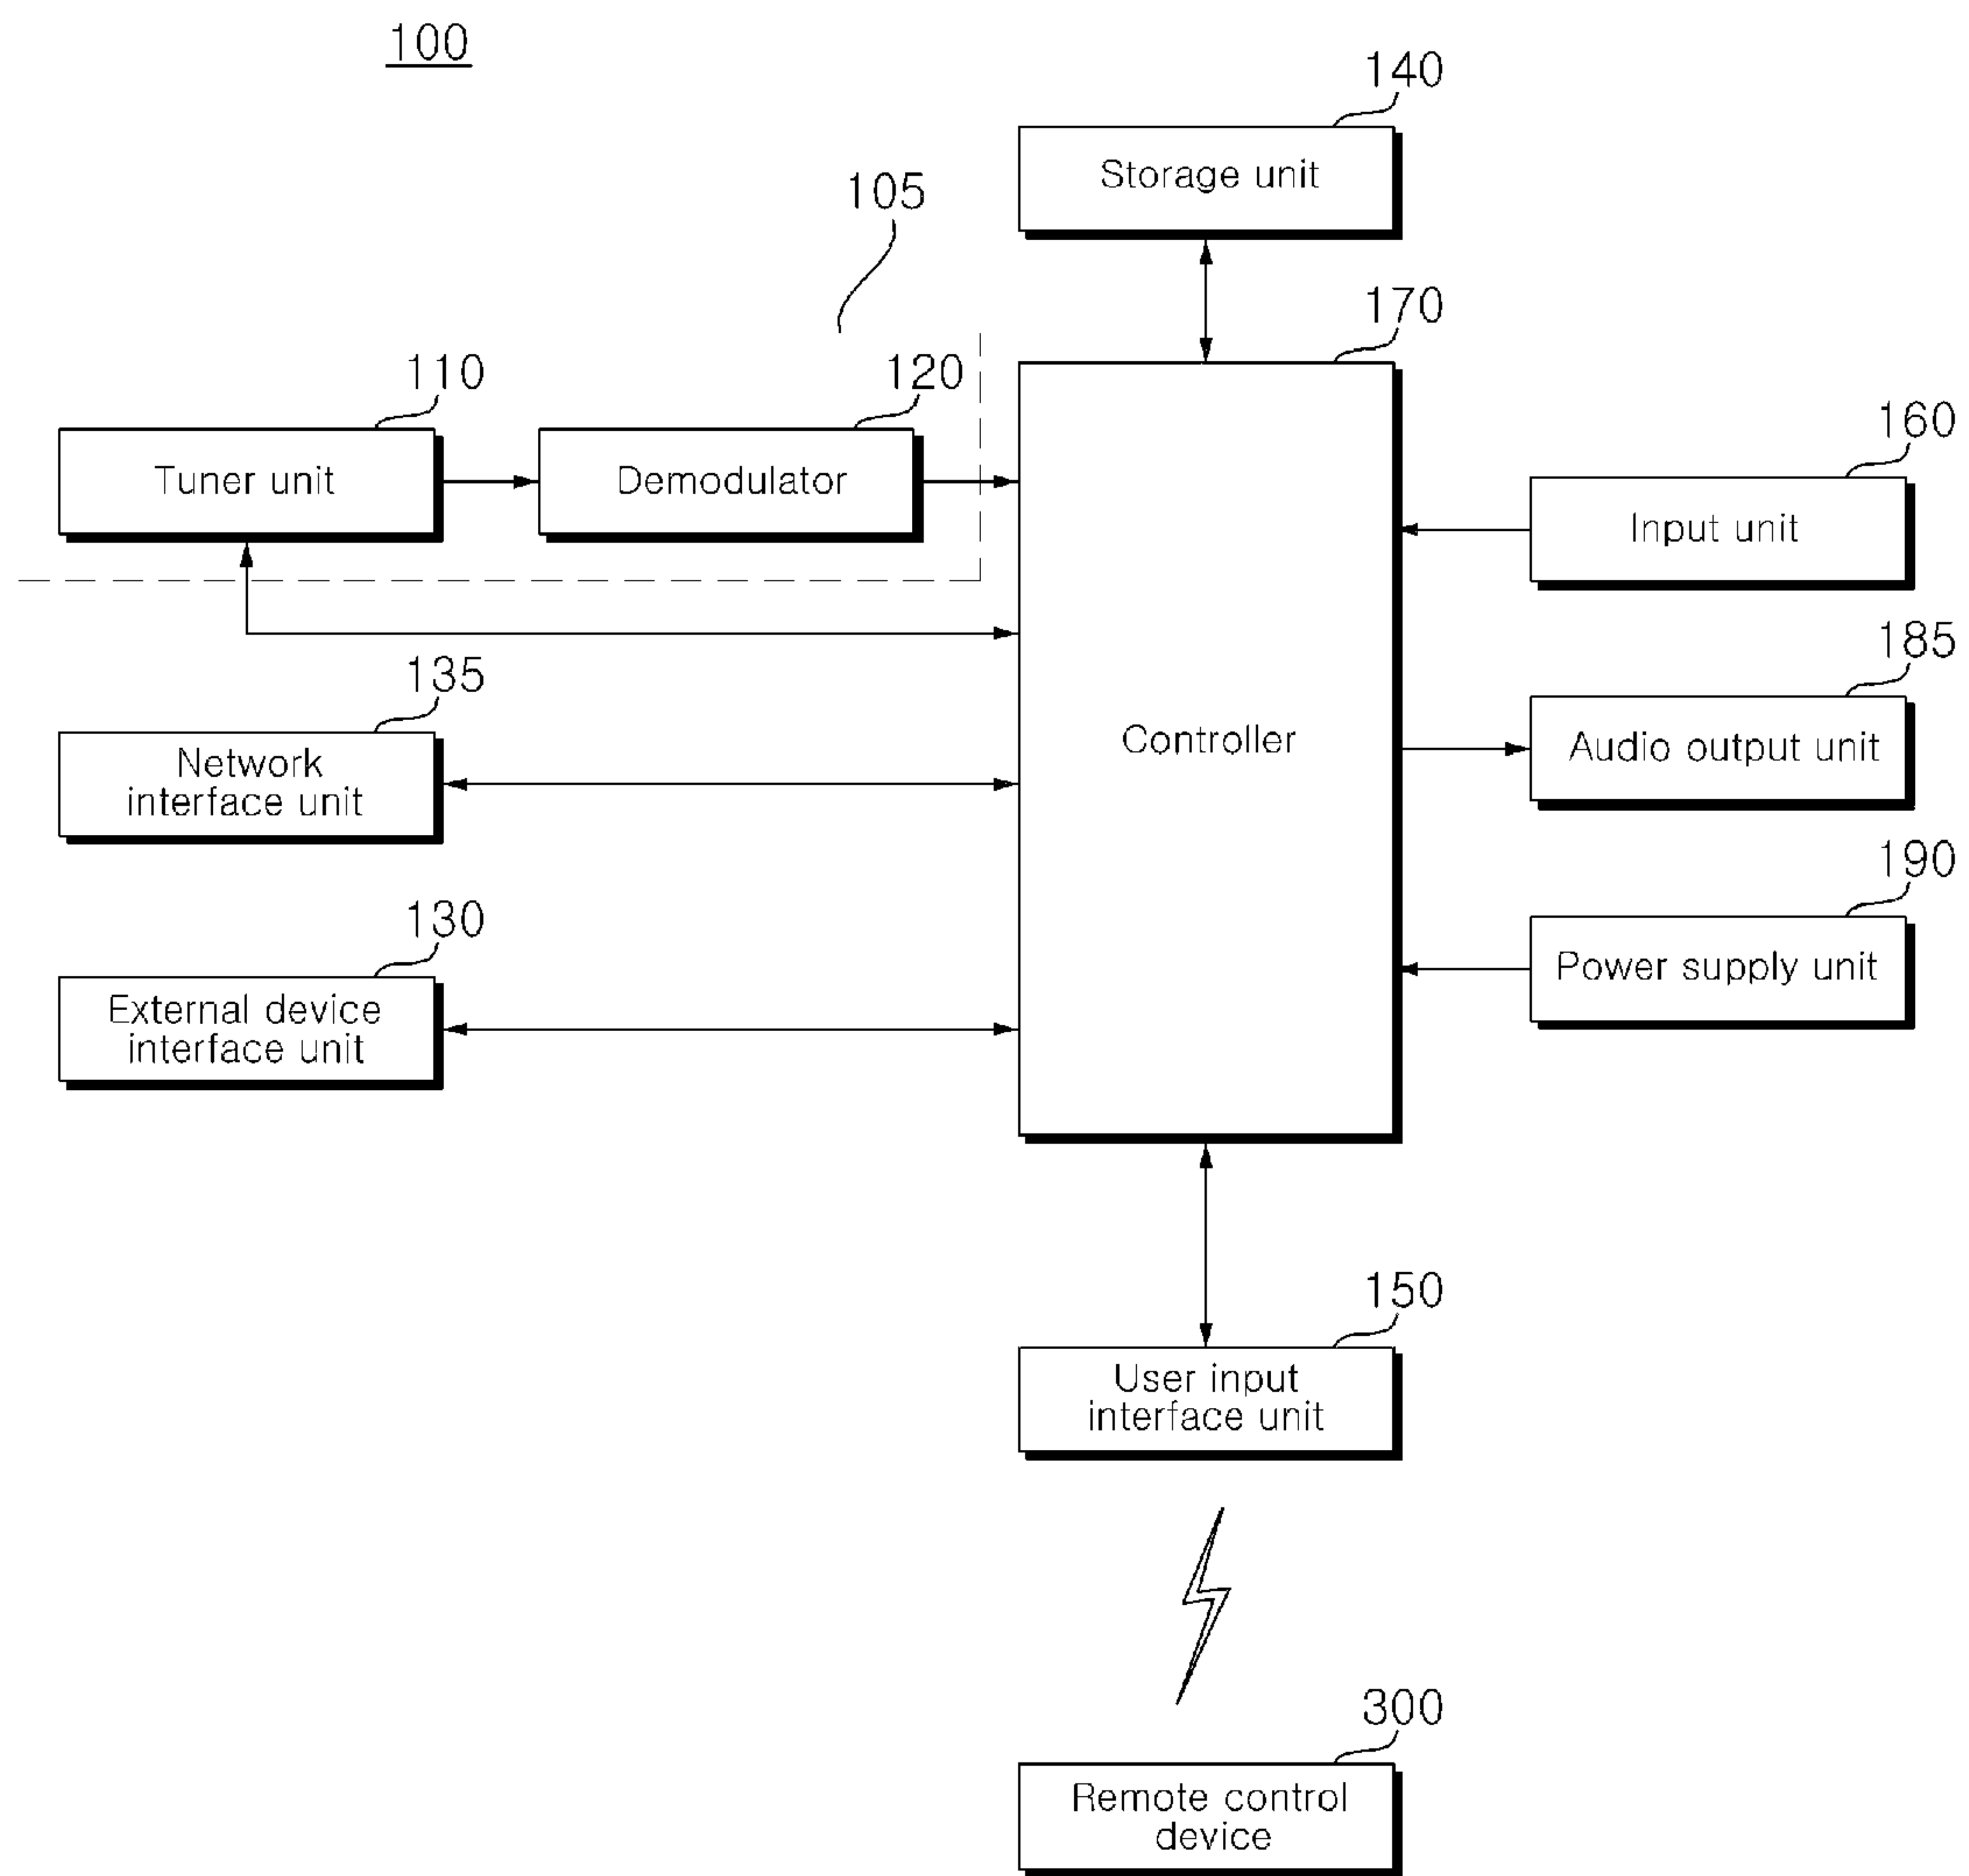 100
140
Storage unit
105
170
110
120
160
Tuner unit
Demodulator
Input unit
185
135
Controller
Audio output unit
Network
interface unit
190
130
Power supply unit
External device
interface unit
150
User input
interface unit
300
Remote control
device